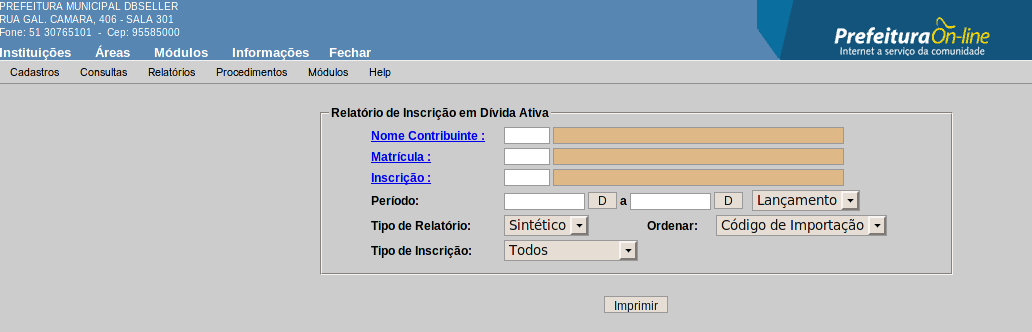 PREFEITURA MUNICIPAL DBSELLER
RUA GAL. CAMARA, 406 - SALA 301
Fone: 51 30765101 - Cep: 95585000
Prefeitura On-line
Internet a serviço da comunidade
Instituições Áreas Módulos Informações Fechar
Cadastros Consultas Relatórios Procedimentos Módulos Help
Relatório de Inscrição em Dívida Ativa
Nome Contribuinte :
Matrícula :
Inscrição :
Período: D a D Lançamento
Tipo de Relatório: Sintético Ordenar: Código de Importação
Tipo de Inscrição: Todos
Imprimir